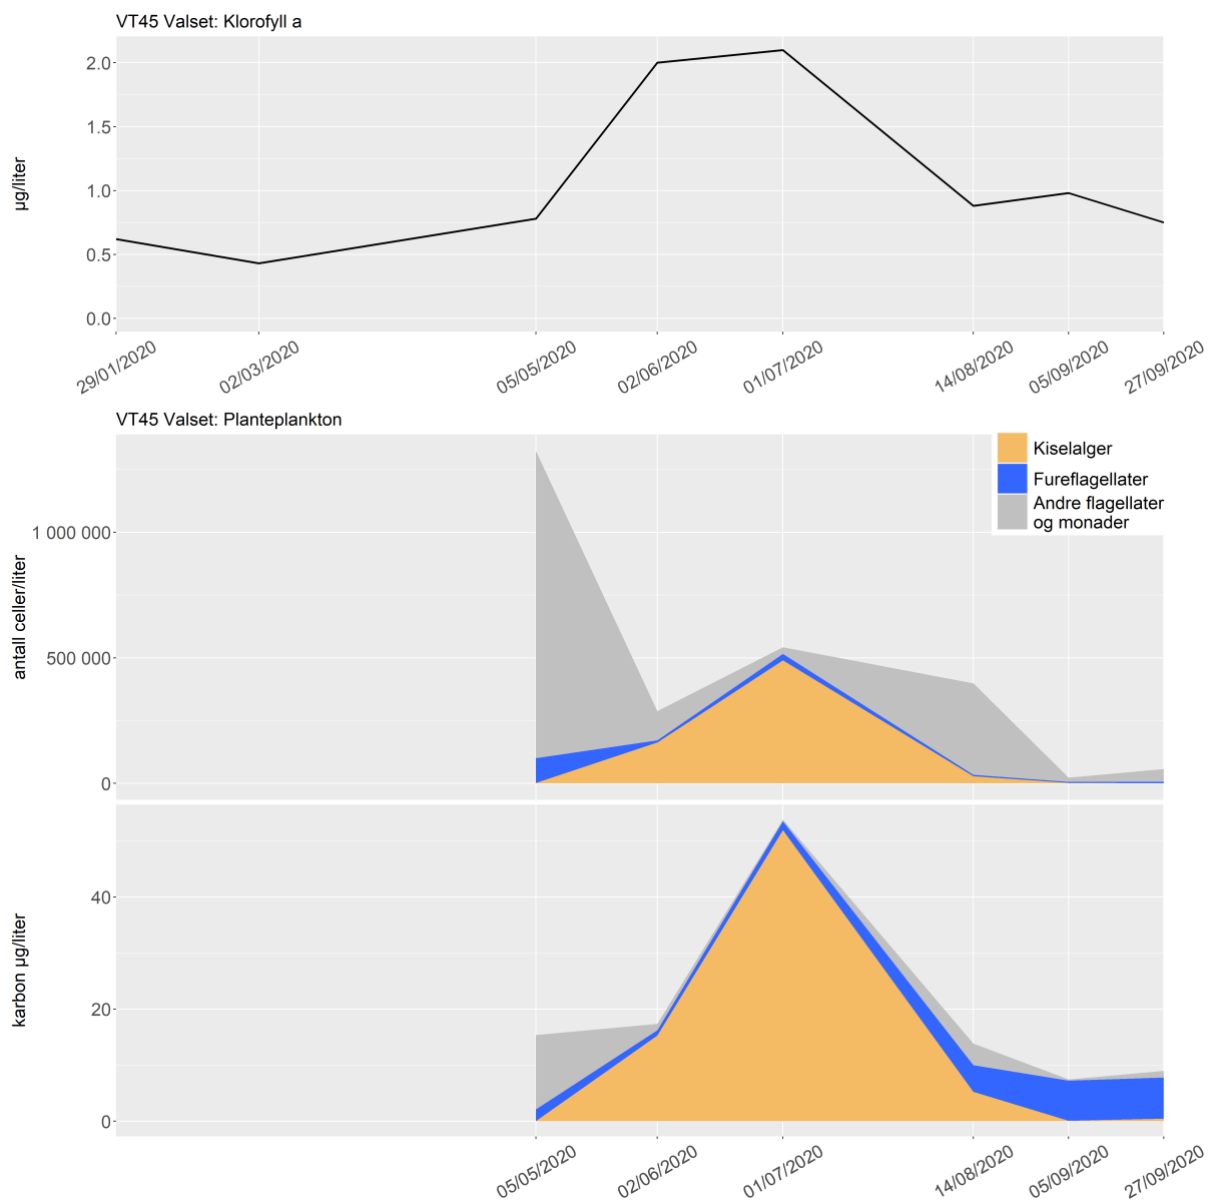 VT45 Valset: Klorofyll a
µg/liter
2.0
1.5
1.0
0.5
0.0
29/01/2020
02/03/2020
05/05/2020
02/06/2020
01/07/2020
14/08/2020
05/09/2020
27/09/2020
VT45 Valset: Planteplankton
Kiselalger
Fureflagellater
Andre flagellater
og monader
antall celler/liter
1 000 000
500 000
0
karbon µg/liter
40
20
0
05/05/2020
02/06/2020
01/07/2020
14/08/2020
05/09/2020
27/09/2020